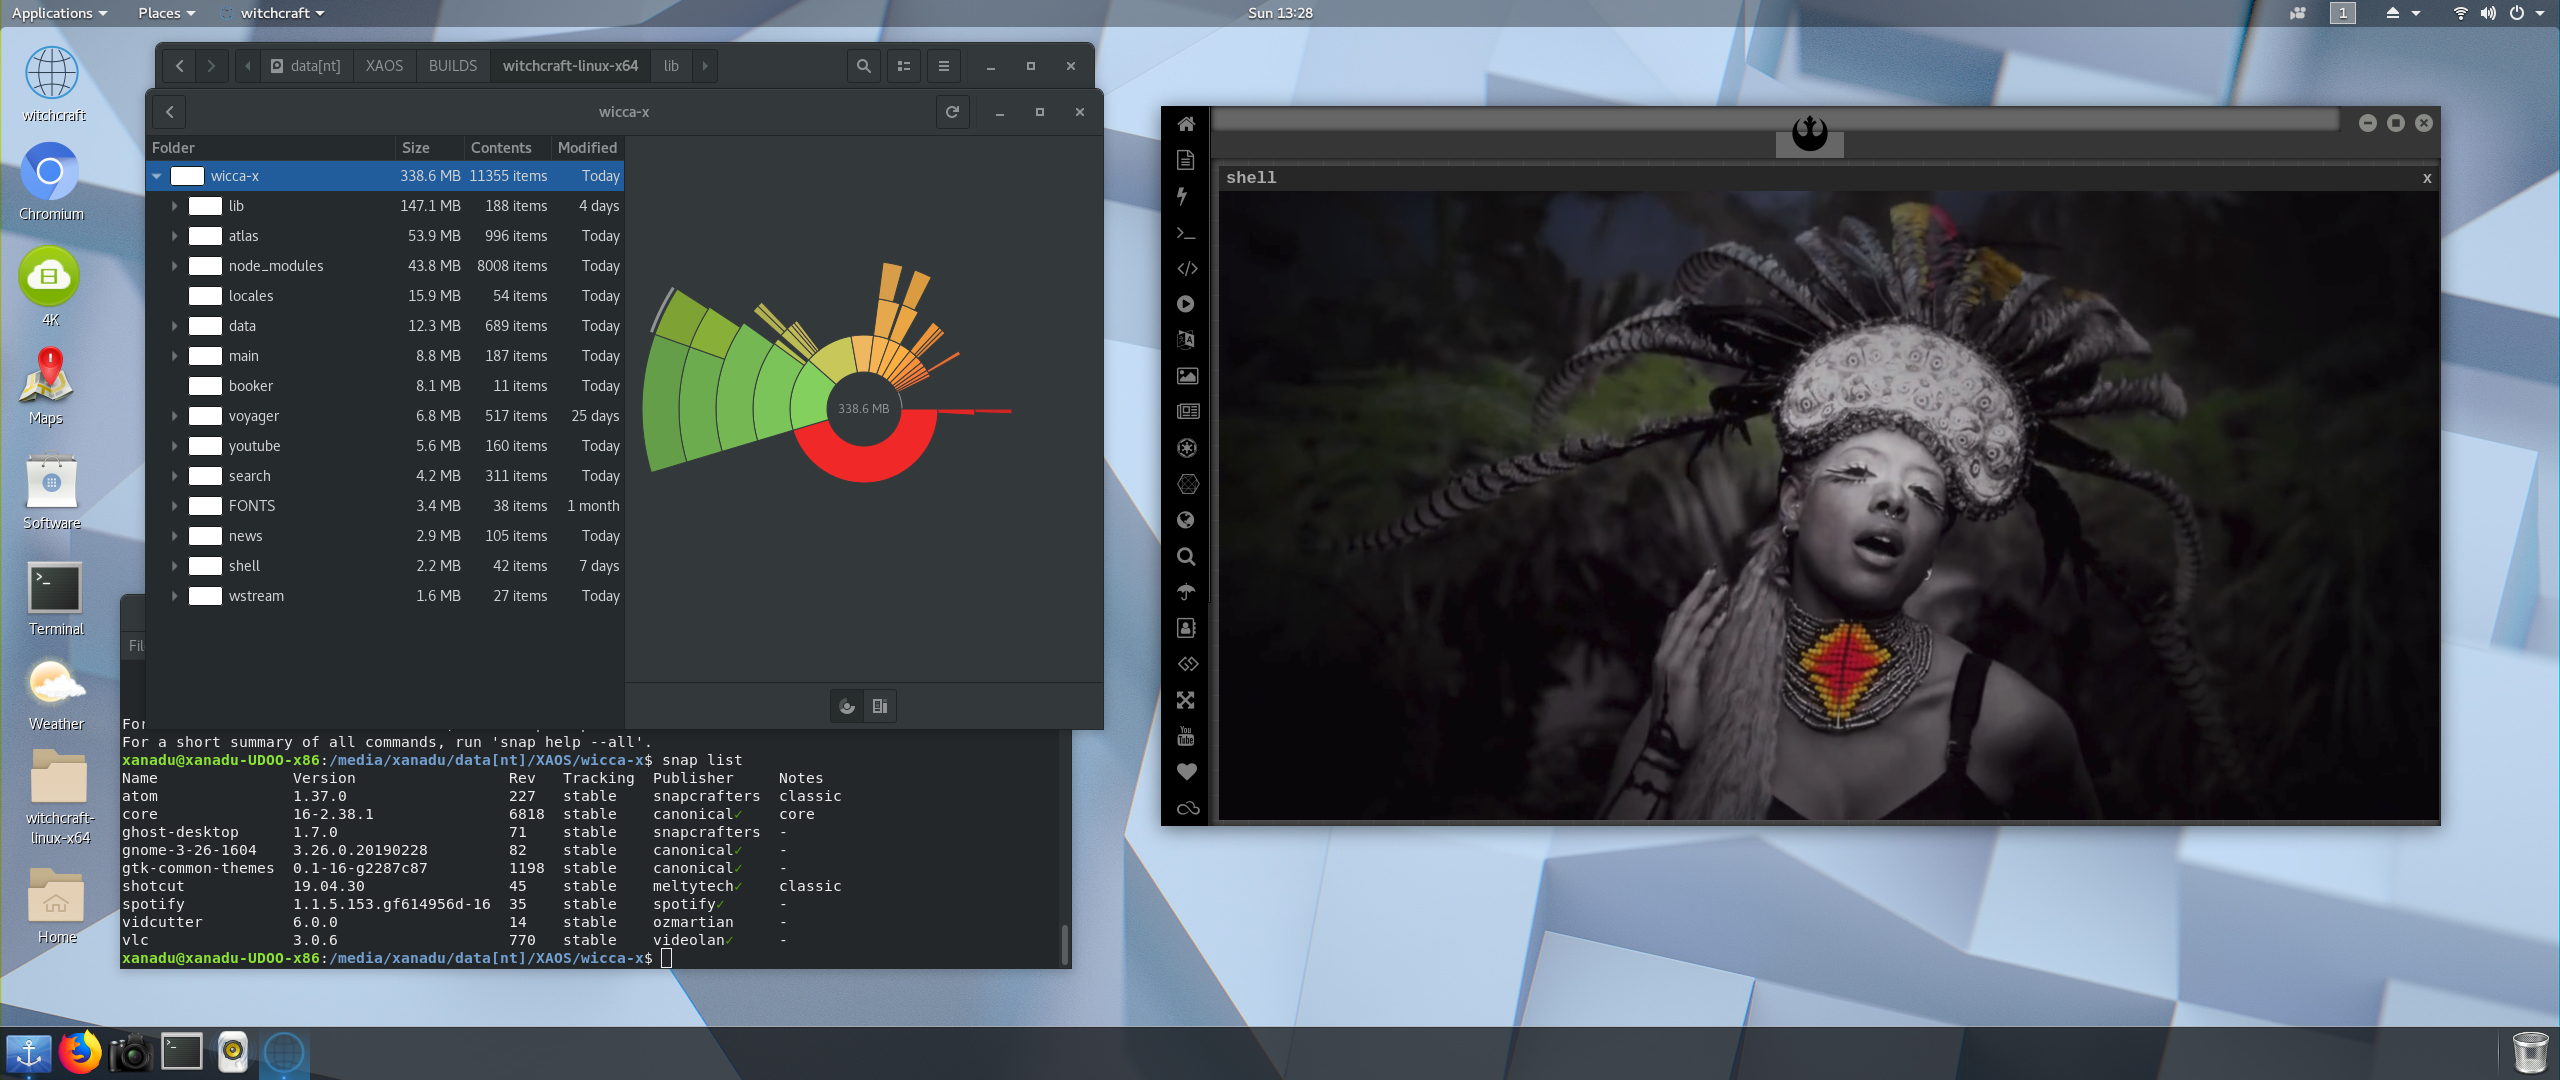 Applications Places witchcraft Sun 13:28 1
witchcraft
Chromium
4K
Maps
Software
Terminal
Weather
witchcraft-
linux-x64
Home
data[nt] XAOS BUILDS witchcraft-linux-x64 lib
wicca-x
Folder Size Contents Modified
wicca-x 338.6 MB 11355 items Today
lib 147.1 MB 188 items 4 days
atlas 53.9 MB 996 items Today
node_modules 43.8 MB 8008 items Today
locales 15.9 MB 54 items Today
data 12.3 MB 689 items Today
main 8.8 MB 187 items Today
booker 8.1 MB 11 items Today
voyager 6.8 MB 517 items 25 days
youtube 5.6 MB 160 items Today
search 4.2 MB 311 items Today
FONTS 3.4 MB 38 items 1 month
news 2.9 MB 105 items Today
shell 2.2 MB 42 items 7 days
wstream 1.6 MB 27 items Today
338.6 MB
Fil
For
For a short summary of all commands, run 'snap help --all'.
xanadu@xanadu-UDOO-x86:/media/xanadu/data[nt]/XAOS/wicca-x$ snap list
Name Version Rev Tracking Publisher Notes
atom 1.37.0 227 stable snapcrafters classic
core 16-2.38.1 6818 stable canonical✓ core
ghost-desktop 1.7.0 71 stable snapcrafters -
gnome-3-26-1604 3.26.0.20190228 82 stable canonical✓ -
gtk-common-themes 0.1-16-g2287c87 1198 stable canonical✓ -
shotcut 19.04.30 45 stable meltytech✓ classic
spotify 1.1.5.153.gf614956d-16 35 stable spotify✓ -
vidcutter 6.0.0 14 stable ozmartian -
vlc 3.0.6 770 stable videolan✓ -
xanadu@xanadu-UDOO-x86:/media/xanadu/data[nt]/XAOS/wicca-x$
shell x
You
Tube